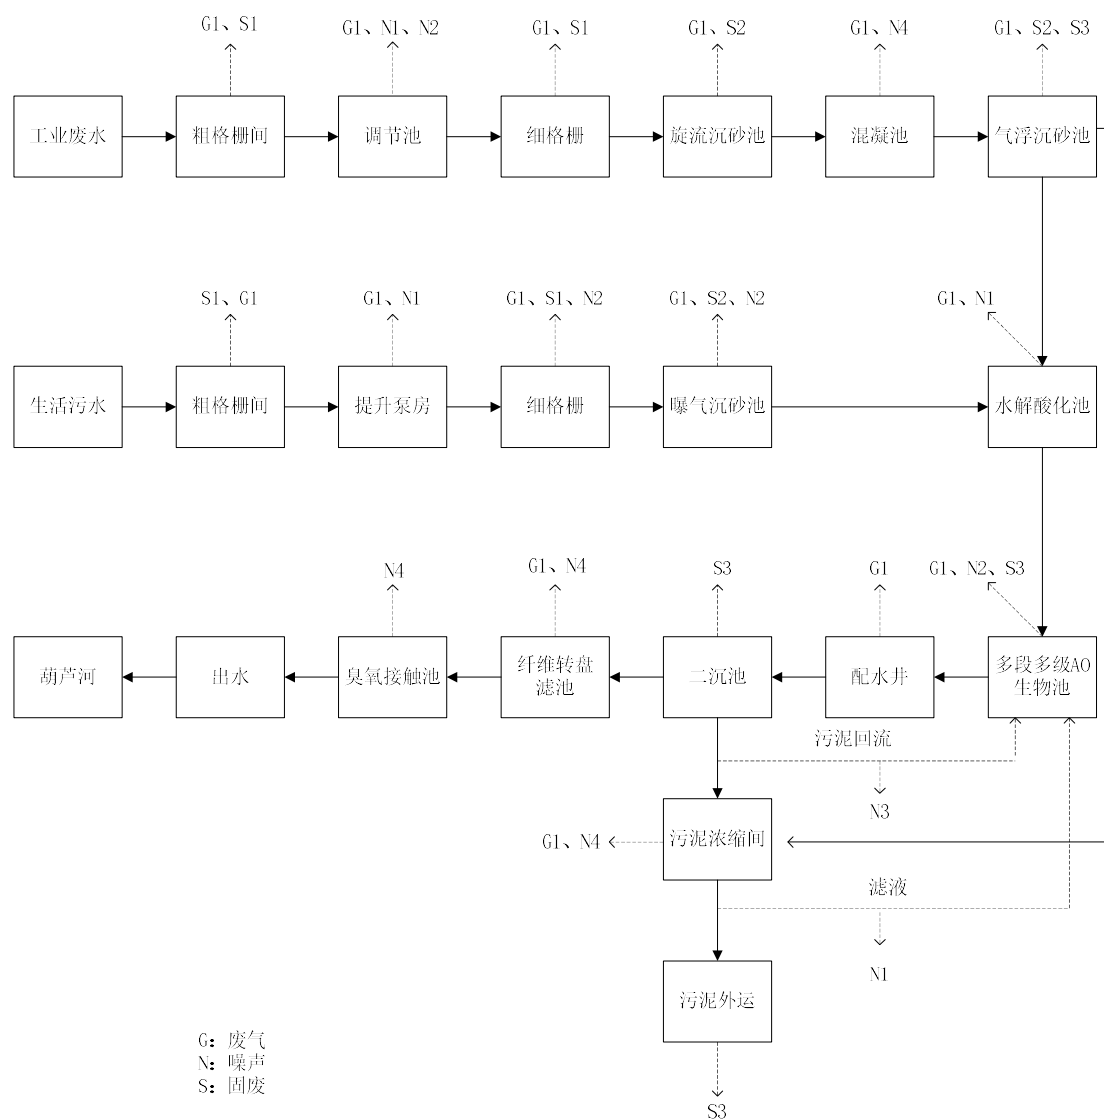 G1、S1
G1、N1、N2
G1、S1
G1、S2
G1、N4
G1、S2、S3
工业废水
粗格栅间
调节池
细格栅
旋流沉砂池
混凝池
气浮沉砂池
S1、G1
G1、N1
G1、S1、N2
G1、S2、N2
G1、N1
生活污水
粗格栅间
提升泵房
细格栅
曝气沉砂池
水解酸化池
N4
G1、N4
S3
G1
G1、N2、S3
葫芦河
出水
臭氧接触池
纤维转盘
滤池
二沉池
配水井
多段多级AO
生物池
污泥回流
N3
G1、N4
污泥浓缩间
滤液
N1
污泥外运
G：废气
N：噪声
S：固废
S3